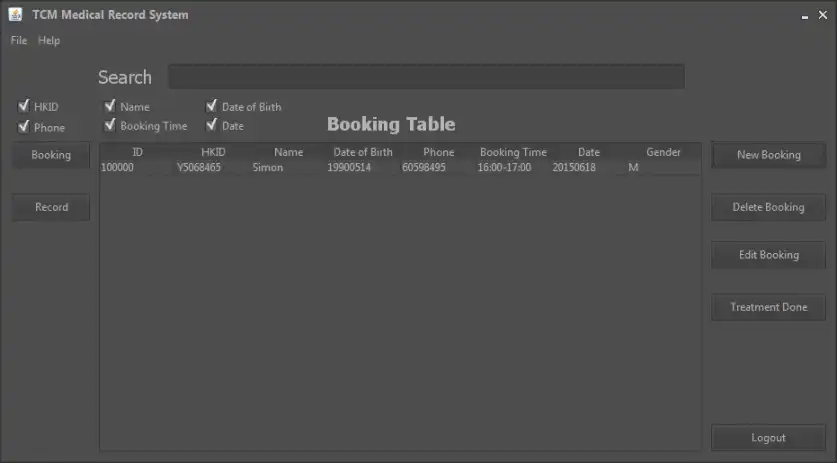 TCM Medical Record System
File Help
Search
HKID Name Date of Birth
Phone Booking Time Date
Booking Table
Booking
Record
ID HKID Name Date of Birth Phone Booking Time Date Gender
100000 Y5068465 Simon 19900514 60598495 16:00-17:00 20150618 M
New Booking
Delete Booking
Edit Booking
Treatment Done
Logout